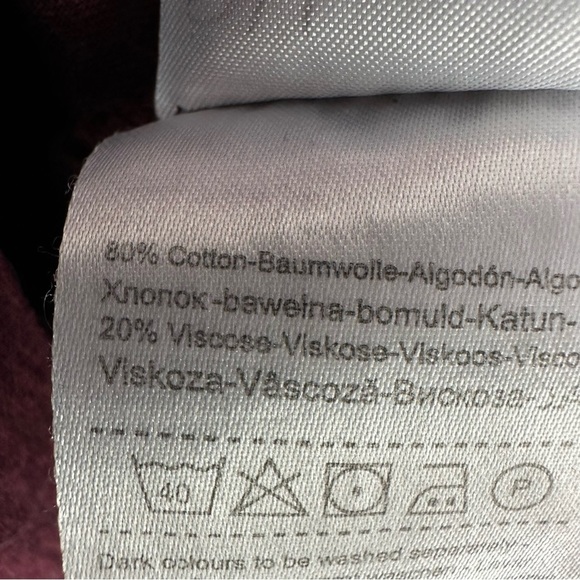 80% Cotton-Baumwolle-Algodón-Algo
Хлопок-bawełna-bomuld-Katun-
20% Viscose-Viskose-Viskoos-Visco
Viskoza-Vâscoză-Вискоза-
40
P
Dark colours to be washed separately-